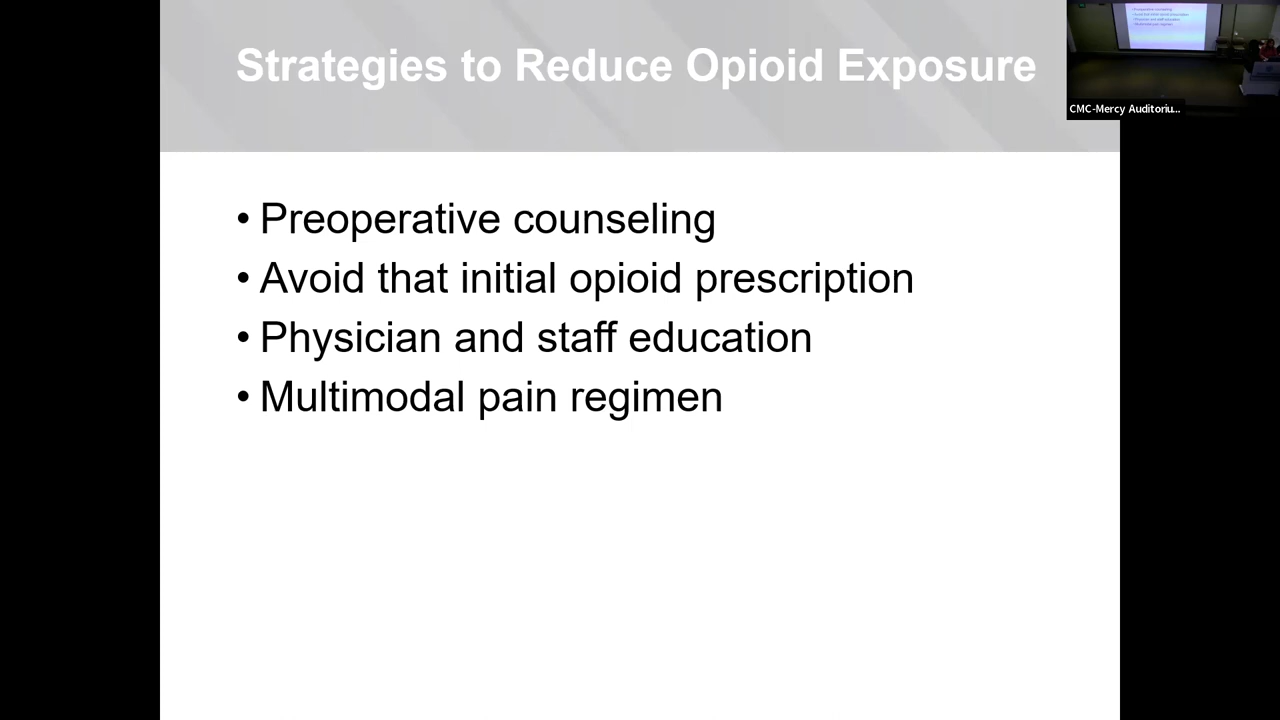 Strategies to Reduce Opioid Exposure
CMC-Mercy Auditoriu...
• Preoperative counseling
• Avoid that initial opioid prescription
• Physician and staff education
• Multimodal pain regimen